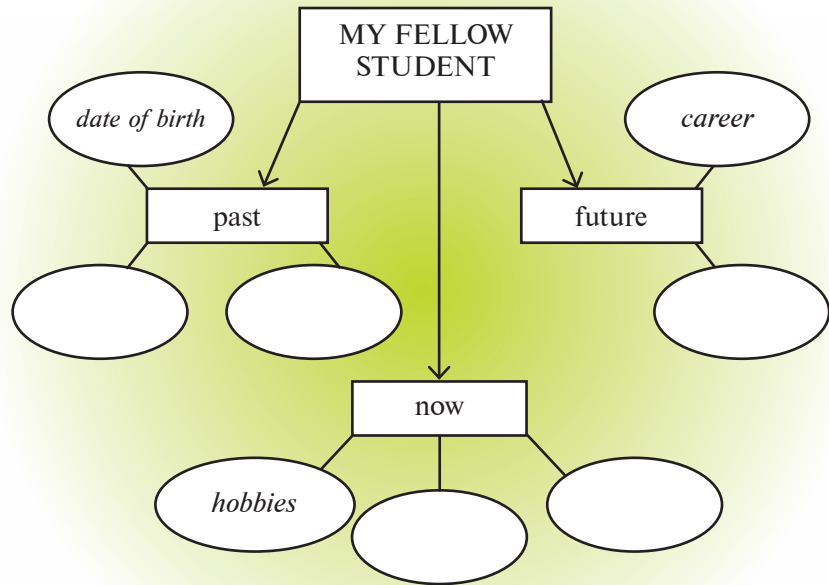 MY FELLOW
STUDENT
date of birth
career
past
future
now
hobbies